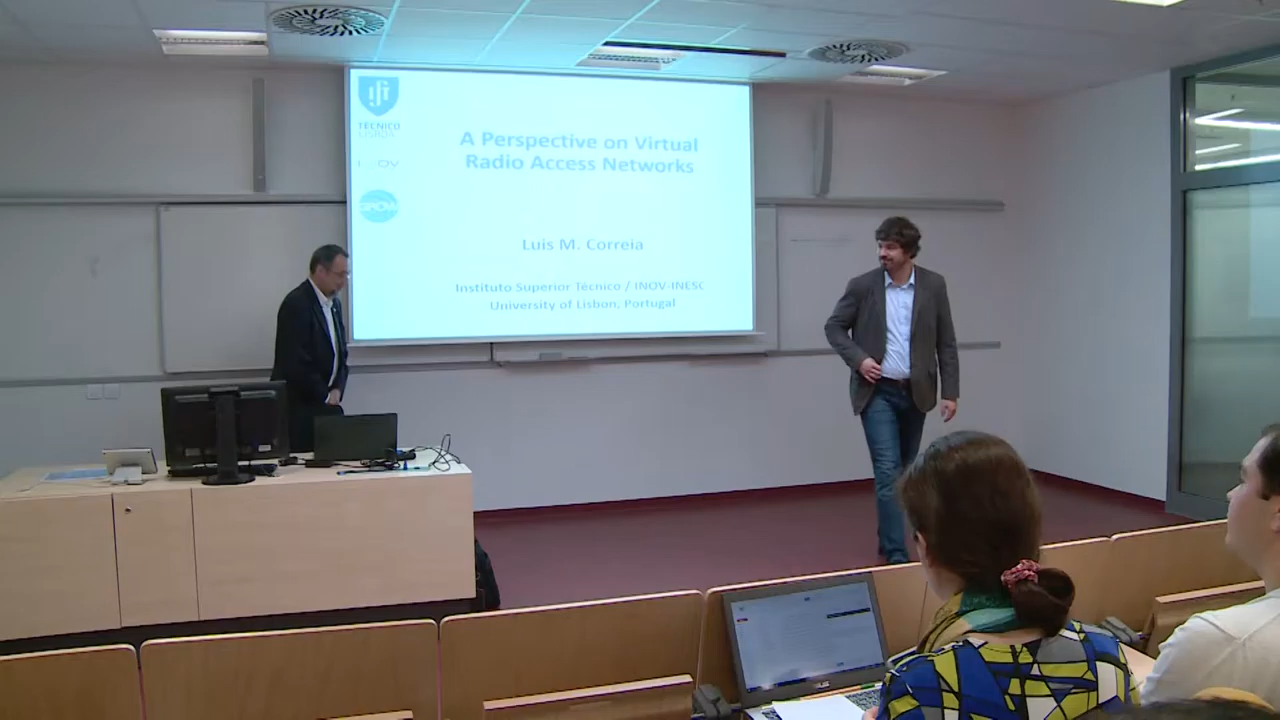 TÉCNICO
LISBOA
A Perspective on Virtual
Radio Access Networks
Luis M. Correia
Instituto Superior Técnico / INOV-INESC
University of Lisbon, Portugal